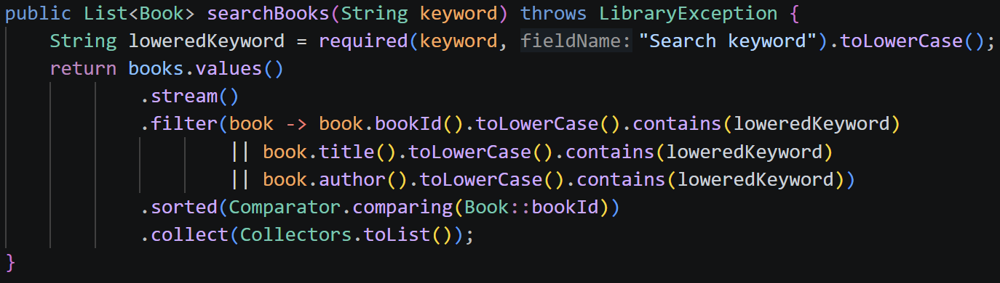 public List<Book> searchBooks(String keyword) throws LibraryException {
    String loweredKeyword = required(keyword, fieldName: "Search keyword").toLowerCase();
    return books.values()
            .stream()
            .filter(book -> book.bookId().toLowerCase().contains(loweredKeyword)
                    || book.title().toLowerCase().contains(loweredKeyword)
                    || book.author().toLowerCase().contains(loweredKeyword))
            .sorted(Comparator.comparing(Book::bookId))
            .collect(Collectors.toList());
}